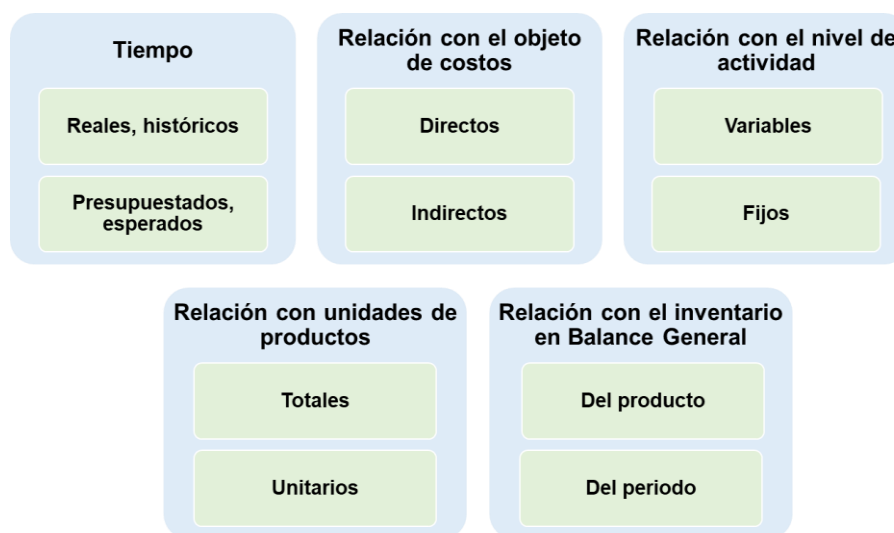 Tiempo
Reales, históricos
Presupuestados,
esperados
Relación con el objeto
de costos
Directos
Indirectos
Relación con el nivel de
actividad
Variables
Fijos
Relación con unidades de
productos
Totales
Unitarios
Relación con el inventario
en Balance General
Del producto
Del periodo